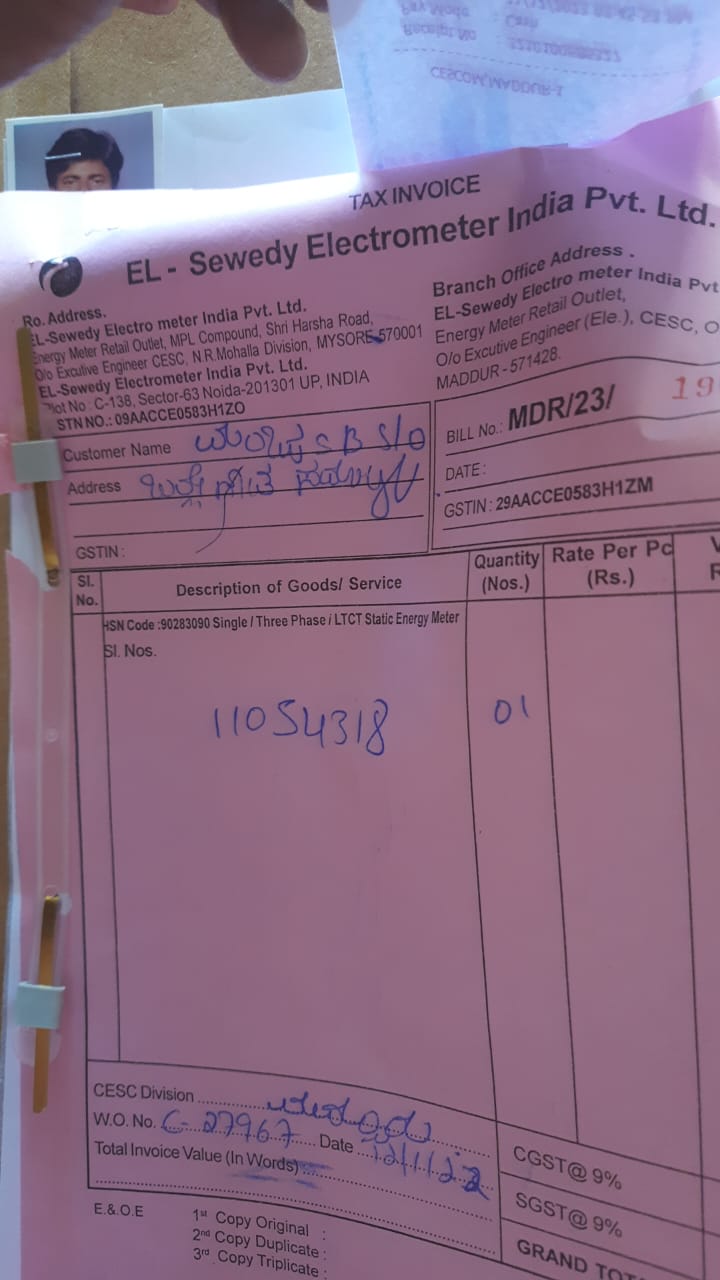 Pay Mode : Cash
Receipt No
CESCOM,MADDUR-1
TAX INVOICE
EL - Sewedy Electrometer India Pvt. Ltd.
Ro. Address.
EL-Sewedy Electro meter India Pvt. Ltd.
Energy Meter Retail Outlet, MPL Compound, Shri Harsha Road,
O/o Excutive Engineer CESC, N.R.Mohalla Division, MYSORE-570001
EL-Sewedy Electrometer India Pvt. Ltd.
Plot No : C-138, Sector-63 Noida-201301 UP, INDIA
STN NO.: 09AACCE0583H1ZO
Branch Office Address .
EL-Sewedy Electro meter India Pvt
Energy Meter Retail Outlet,
O/o Excutive Engineer (Ele.), CESC, O
MADDUR - 571428.
Customer Name S B S/O
Address
GSTIN :
BILL No.: MDR/23/ 19
DATE :
GSTIN : 29AACCE0583H1ZM
Sl. No. Description of Goods/ Service Quantity (Nos.) Rate Per Pc (Rs.)
HSN Code :90283090 Single / Three Phase / LTCT Static Energy Meter
Sl. Nos.
11054318 01
CESC Division
W.O. No. C-27967 Date
Total Invoice Value (In Words)
CGST@ 9%
SGST@ 9%
GRAND TOT
E.& O.E
1st Copy Original :
2nd Copy Duplicate :
3rd Copy Triplicate :